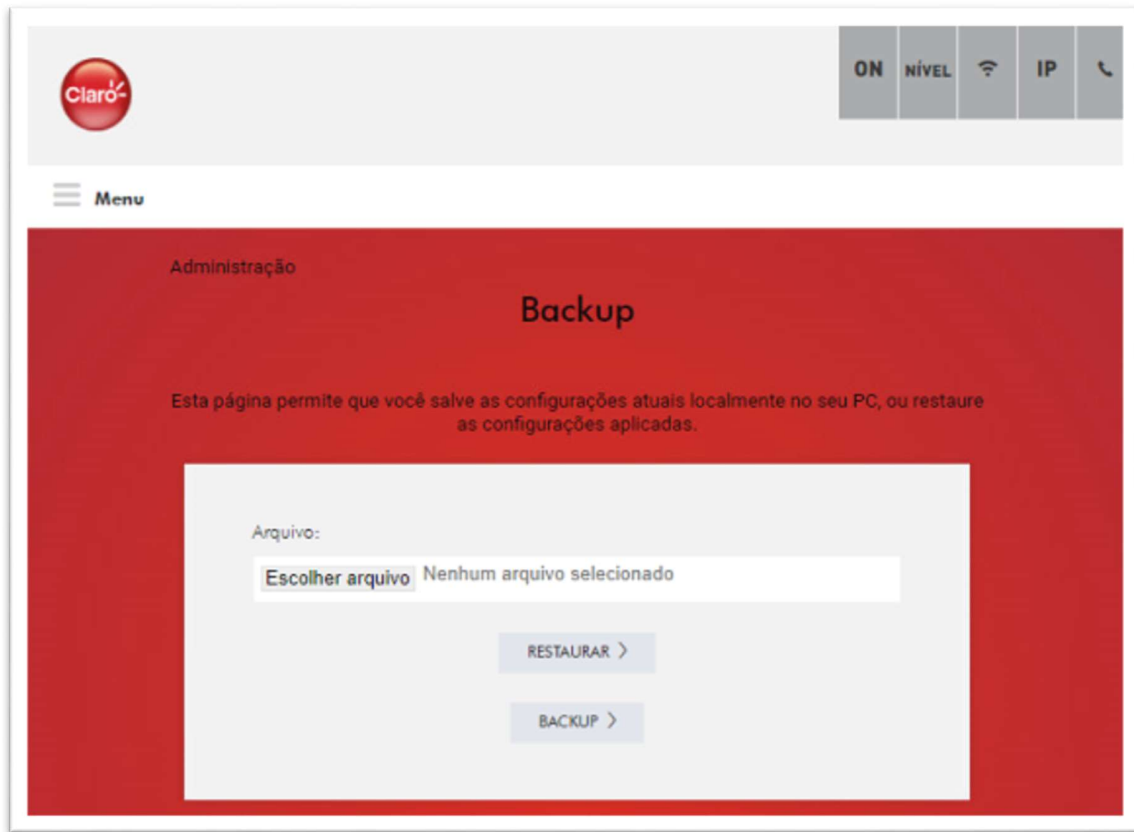 Claro
ON NÍVEL IP
Menu
Administração
Backup
Esta página permite que você salve as configurações atuais localmente no seu PC, ou restaure
as configurações aplicadas.
Arquivo:
Escolher arquivo Nenhum arquivo selecionado
RESTAURAR
BACKUP